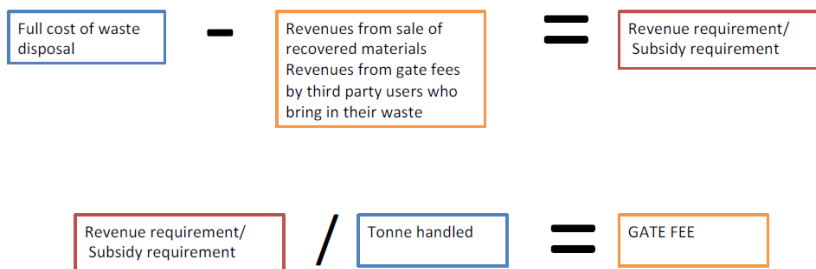 Full cost of waste
disposal
–
Revenues from sale of
recovered materials
Revenues from gate fees
by third party users who
bring in their waste
=
Revenue requirement/
Subsidy requirement
Revenue requirement/
Subsidy requirement
/
Tonne handled
=
GATE FEE